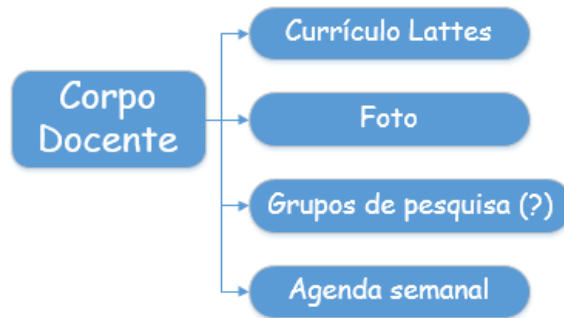 Corpo
Docente
Currículo Lattes
Foto
Grupos de pesquisa (?)
Agenda semanal